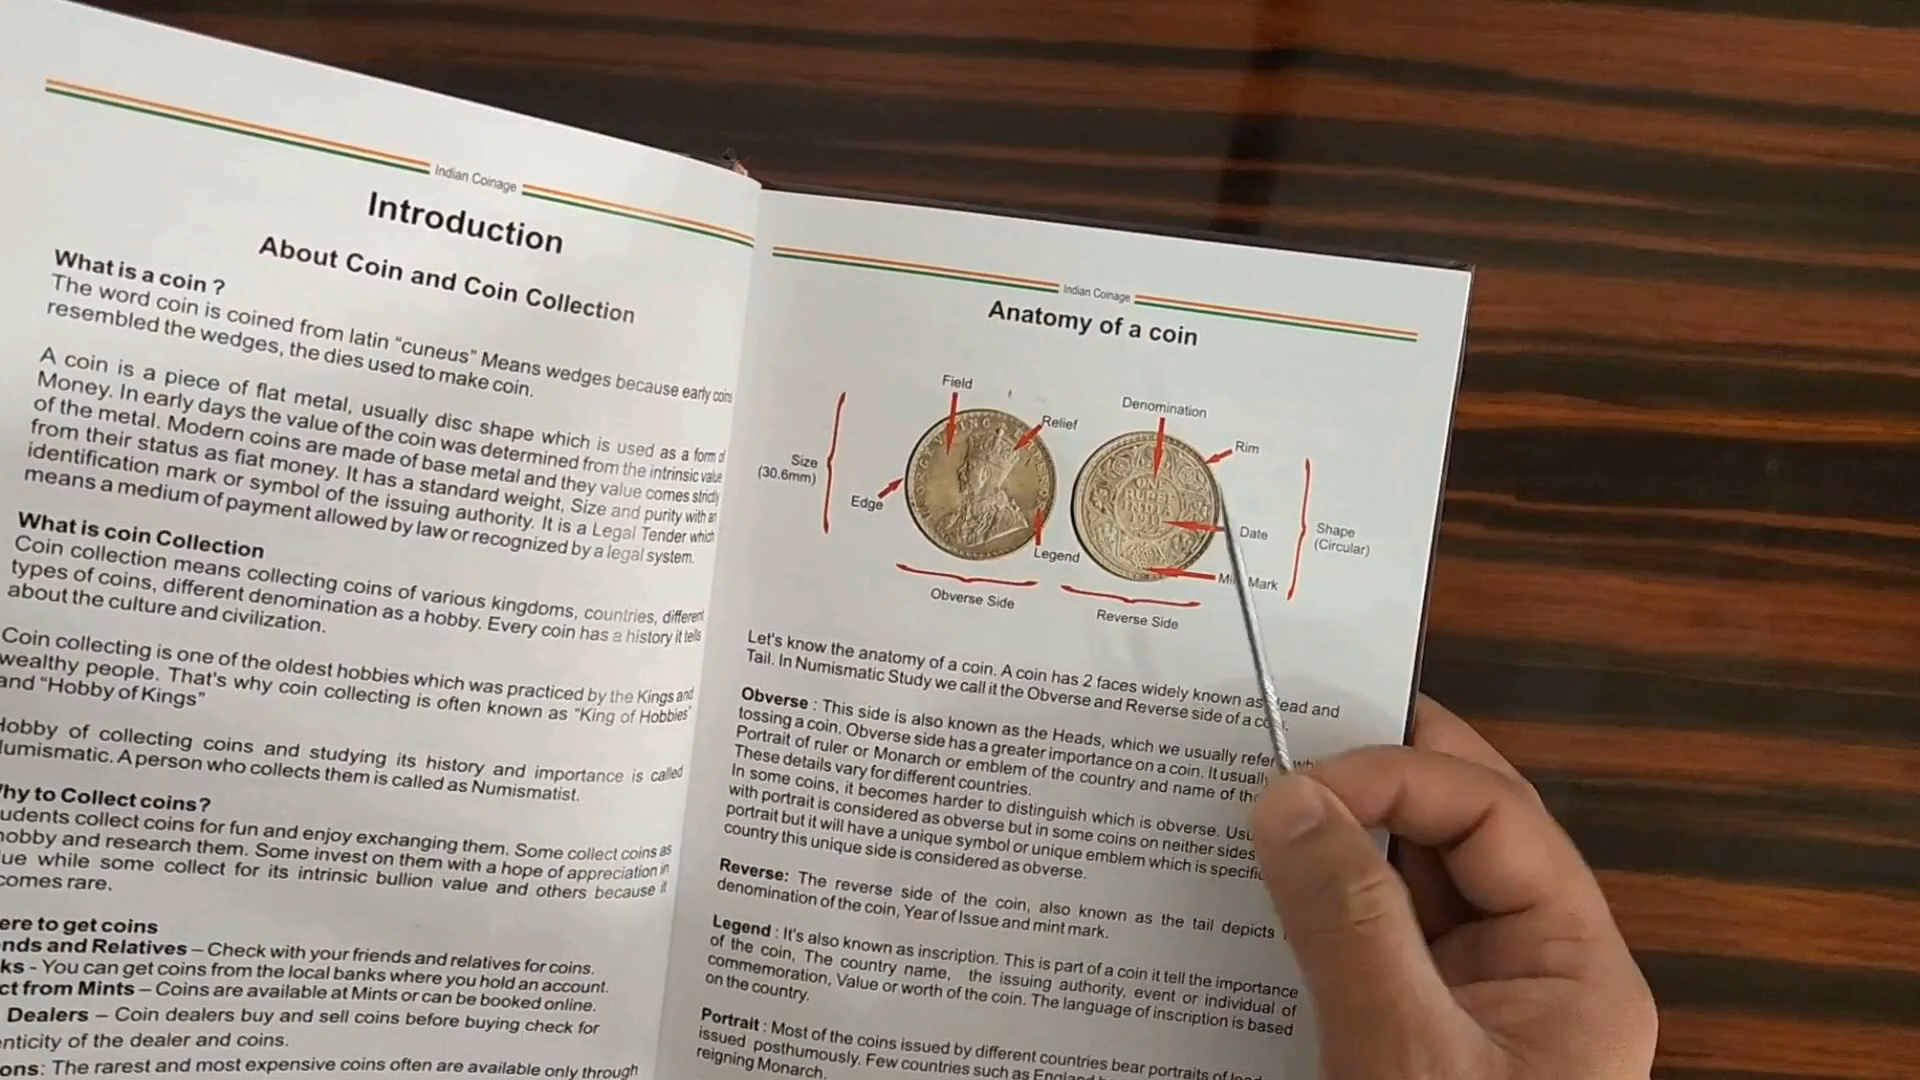 Indian Coinage
Introduction
About Coin and Coin Collection
What is a coin ?
The word coin is coined from latin “cuneus” Means wedges because early coins
resembled the wedges, the dies used to make coin.
A coin is a piece of flat metal, usually disc shape which is used as a form of
Money. In early days the value of the coin was determined from the intrinsic value
of the metal. Modern coins are made of base metal and they value comes strictly
from their status as fiat money. It has a standard weight, Size and purity with an
identification mark or symbol of the issuing authority. It is a Legal Tender which
means a medium of payment allowed by law or recognized by a legal system.
What is coin Collection
Coin collection means collecting coins of various kingdoms, countries, different
types of coins, different denomination as a hobby. Every coin has a history it tells
about the culture and civilization.
Coin collecting is one of the oldest hobbies which was practiced by the Kings and
wealthy people. That's why coin collecting is often known as “King of Hobbies”
and “Hobby of Kings”
Hobby of collecting coins and studying its history and importance is called
Numismatic. A person who collects them is called as Numismatist.
hy to Collect coins?
udents collect coins for fun and enjoy exchanging them. Some collect coins as
hobby and research them. Some invest on them with a hope of appreciation in
lue while some collect for its intrinsic bullion value and others because it
comes rare.
ere to get coins
nds and Relatives – Check with your friends and relatives for coins.
ks - You can get coins from the local banks where you hold an account.
ct from Mints – Coins are available at Mints or can be booked online.
Dealers – Coin dealers buy and sell coins before buying check for
enticity of the dealer and coins.
ons: The rarest and most expensive coins often are available only through
Indian Coinage
Anatomy of a coin
Field
Relief
Denomination
Rim
Size
(30.6mm)
Edge
Legend
ONE
RUPEE
INDIA
Date
Shape
(Circular)
Mi Mark
Obverse Side
Reverse Side
Let's know the anatomy of a coin. A coin has 2 faces widely known as ead and
Tail. In Numismatic Study we call it the Obverse and Reverse side of a co
Obverse : This side is also known as the Heads, which we usually refer whi
tossing a coin. Obverse side has a greater importance on a coin. It usually
Portrait of ruler or Monarch or emblem of the country and name of the
These details vary for different countries.
In some coins, it becomes harder to distinguish which is obverse. Usu
with portrait is considered as obverse but in some coins on neither sides
portrait but it will have a unique symbol or unique emblem which is specific
country this unique side is considered as obverse.
Reverse: The reverse side of the coin, also known as the tail depicts
denomination of the coin, Year of Issue and mint mark.
Legend : It's also known as inscription. This is part of a coin it tell the importance
of the coin, The country name, the issuing authority, event or individual of
commemoration, Value or worth of the coin. The language of inscription is based
on the country.
Portrait : Most of the coins issued by different countries bear portraits of
issued posthumously. Few countries such as England
reigning Monarch.